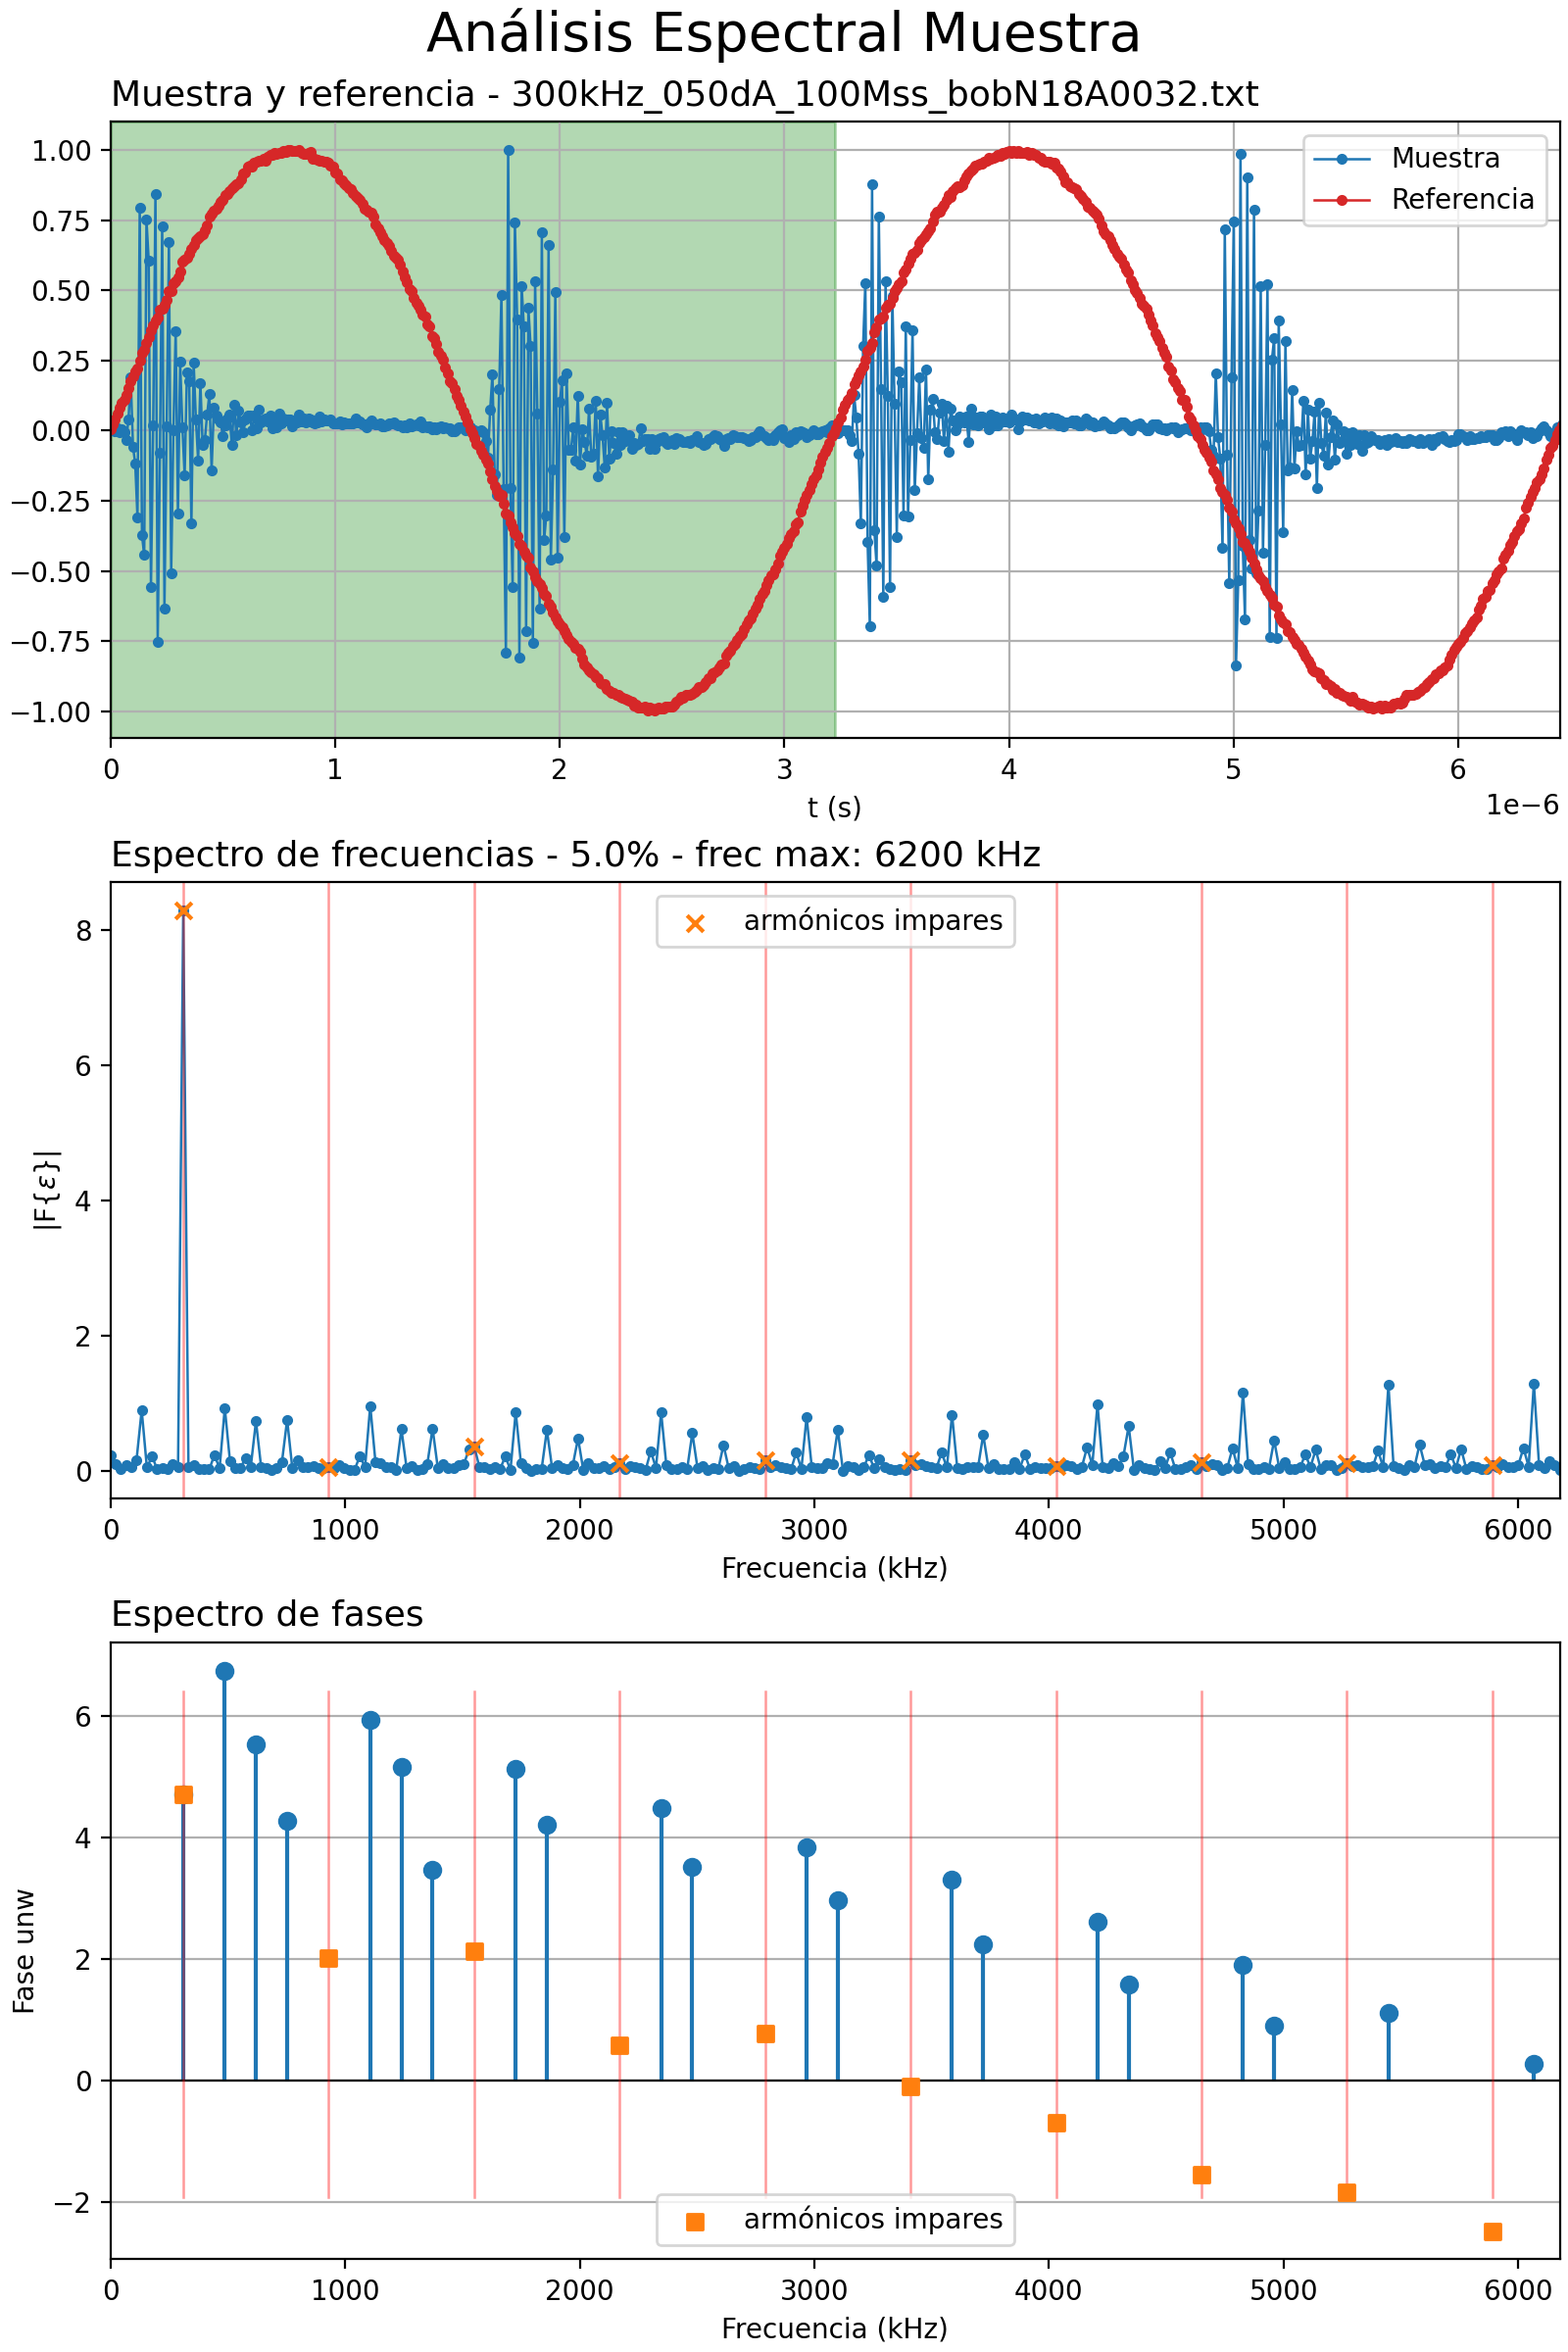 Análisis Espectral Muestra
Muestra y referencia - 300kHz_050dA_100Mss_bobN18A0032.txt
1.00
0.75
0.50
0.25
0.00
−0.25
−0.50
−0.75
−1.00
Muestra
Referencia
0 1 2 3 4 5 6
t (s)
1e−6
Espectro de frecuencias - 5.0% - frec max: 6200 kHz
8
6
4
2
0
|F{ε}|
armónicos impares
0 1000 2000 3000 4000 5000 6000
Frecuencia (kHz)
Espectro de fases
6
4
2
0
−2
Fase unw
armónicos impares
0 1000 2000 3000 4000 5000 6000
Frecuencia (kHz)